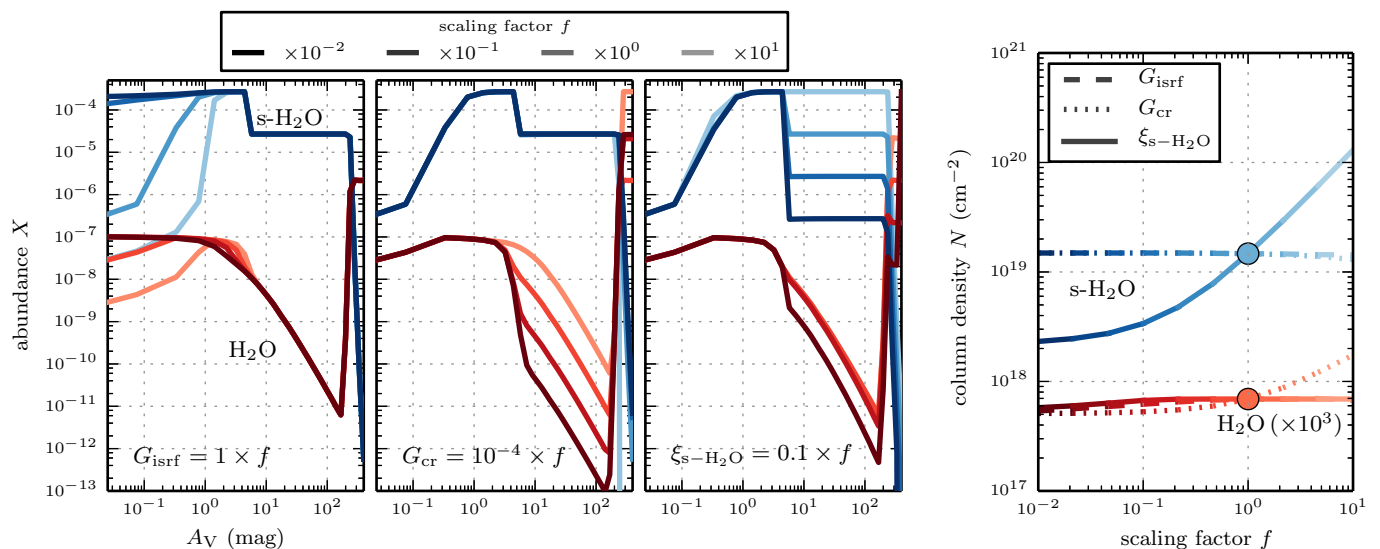 scaling factor f
×10⁻² ×10⁻¹ ×10⁰ ×10¹
abundance X
10⁻⁴
10⁻⁵
10⁻⁶
10⁻⁷
10⁻⁸
10⁻⁹
10⁻¹⁰
10⁻¹¹
10⁻¹²
10⁻¹³
s-H₂O
H₂O
G_isrf = 1 × f
10⁻¹ 10⁰ 10¹ 10²
A_V (mag)
G_cr = 10⁻⁴ × f
10⁻¹ 10⁰ 10¹ 10²
ξ_s−H₂O = 0.1 × f
10⁻¹ 10⁰ 10¹ 10²
column density N (cm⁻²)
10²¹
10²⁰
10¹⁹
10¹⁸
10¹⁷
G_isrf
G_cr
ξ_s−H₂O
s-H₂O
H₂O (×10³)
10⁻² 10⁻¹ 10⁰ 10¹
scaling factor f